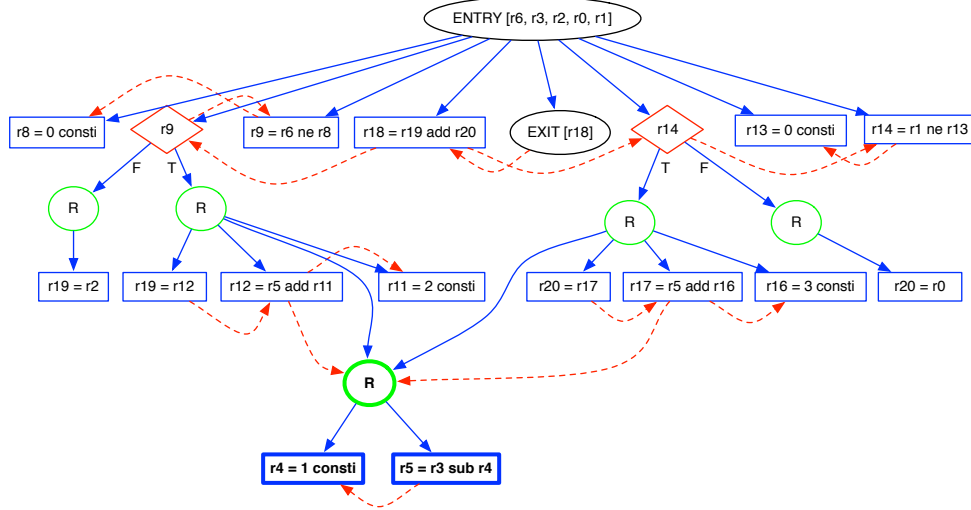 ENTRY [r6, r3, r2, r0, r1]
r8 = 0 consti
r9
r9 = r6 ne r8
r18 = r19 add r20
EXIT [r18]
r14
r13 = 0 consti
r14 = r1 ne r13
F
T
T
F
R
R
R
R
r19 = r2
r19 = r12
r12 = r5 add r11
r11 = 2 consti
r20 = r17
r17 = r5 add r16
r16 = 3 consti
r20 = r0
R
r4 = 1 consti
r5 = r3 sub r4